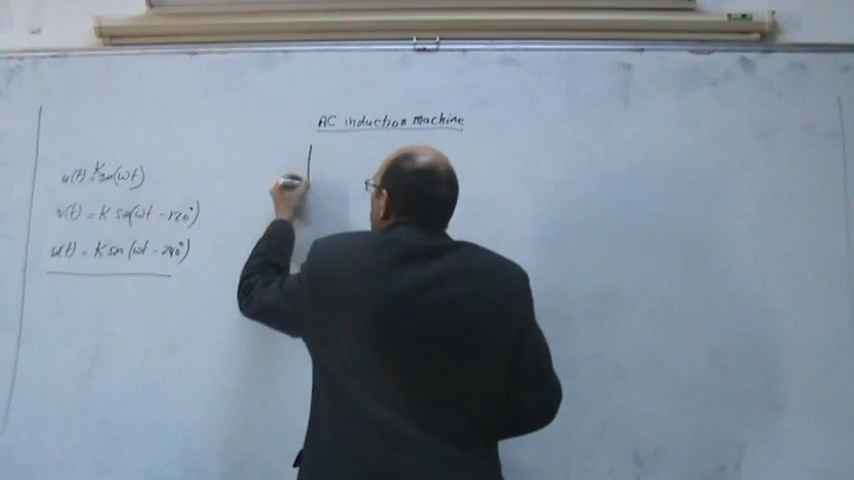 AC induction machine
u(t) = K sin(ωt)
v(t) = K sin(ωt - 120°)
w(t) = K sin(ωt - 240°)